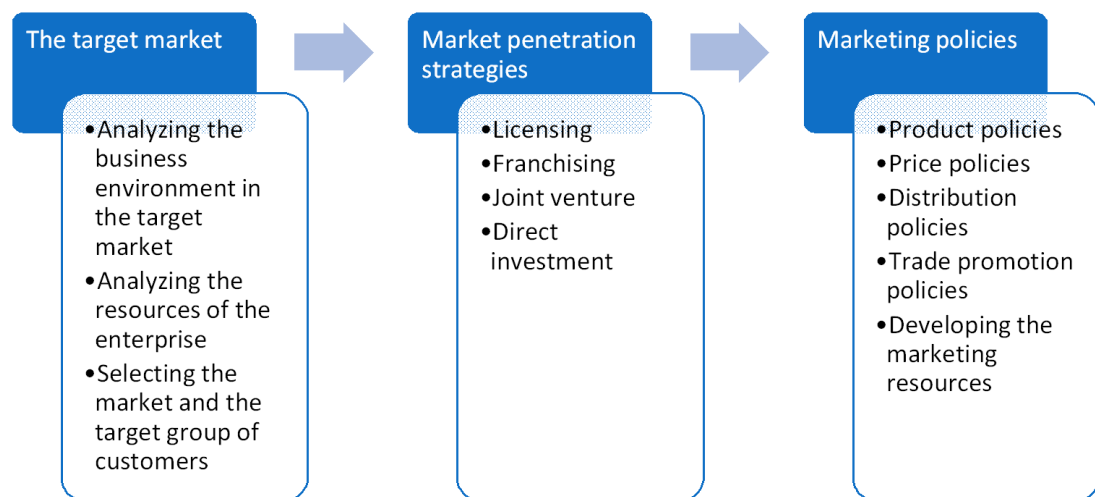 The target market
•Analyzing the
business
environment in
the target
market
•Analyzing the
resources of the
enterprise
•Selecting the
market and the
target group of
customers
Market penetration
strategies
•Licensing
•Franchising
•Joint venture
•Direct
investment
Marketing policies
•Product policies
•Price policies
•Distribution
policies
•Trade promotion
policies
•Developing the
marketing
resources